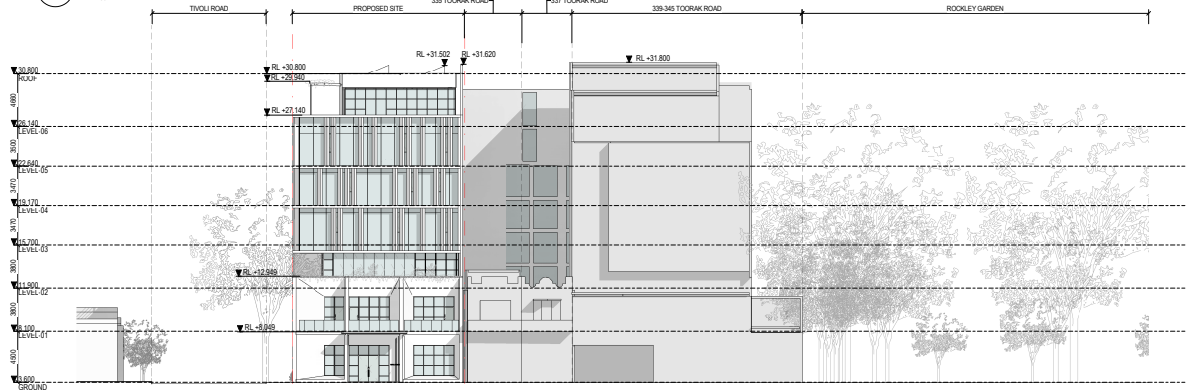 335 TOORAK ROAD
337 TOORAK ROAD
TIVOLI ROAD
PROPOSED SITE
339-345 TOORAK ROAD
ROCKLEY GARDEN
RL +31.502
RL +31.620
RL +31.800
RL +30.800
RL +29.940
30.800
ROOF
4660
RL +27.140
26.140
LEVEL-06
3500
22.640
LEVEL-05
3470
19.170
LEVEL-04
3470
15.700
LEVEL-03
3800
RL +12.949
11.900
LEVEL-02
3800
RL +8.049
8.100
LEVEL-01
4500
3.600
GROUND